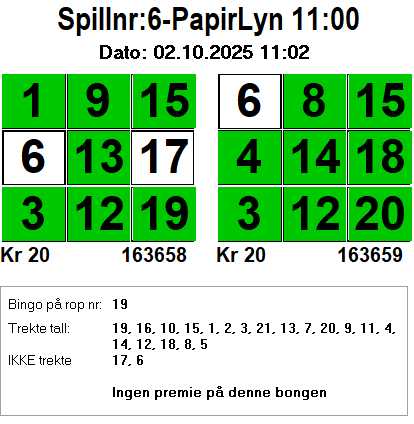 Spillnr:6-PapirLyn 11:00
Dato: 02.10.2025 11:02
1 9 15
6 13 17
3 12 19
Kr 20 163658
6 8 15
4 14 18
3 12 20
Kr 20 163659
Bingo på rop nr: 19
Trekte tall: 19, 16, 10, 15, 1, 2, 3, 21, 13, 7, 20, 9, 11, 4,
14, 12, 18, 8, 5
IKKE trekte 17, 6
Ingen premie på denne bongen